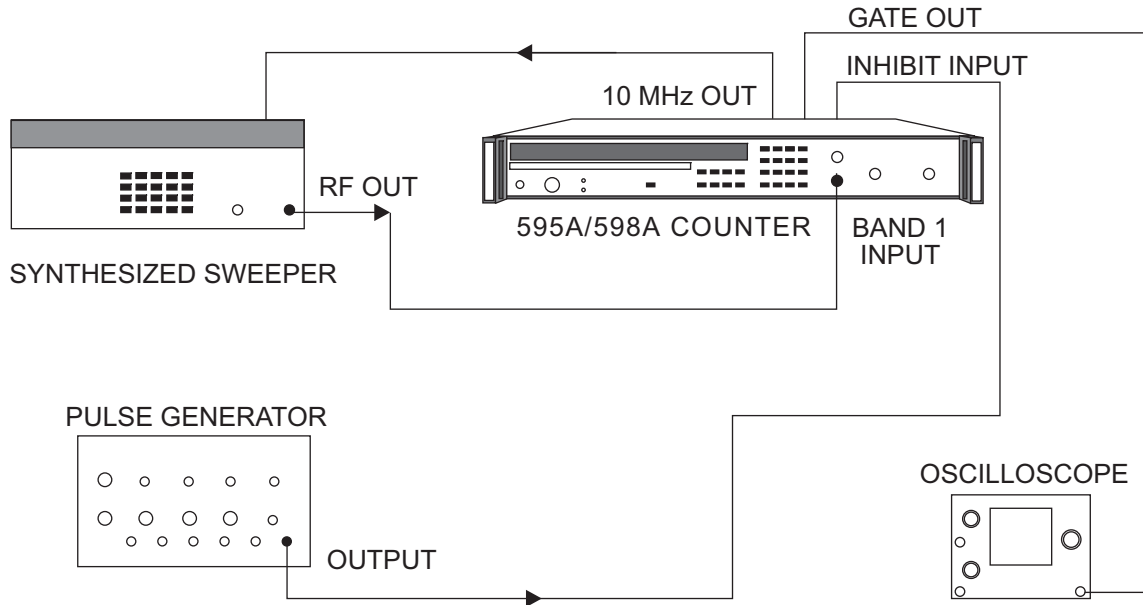 GATE OUT
INHIBIT INPUT
10 MHz OUT
RF OUT
595A/598A COUNTER
BAND 1
INPUT
SYNTHESIZED SWEEPER
PULSE GENERATOR
OSCILLOSCOPE
OUTPUT